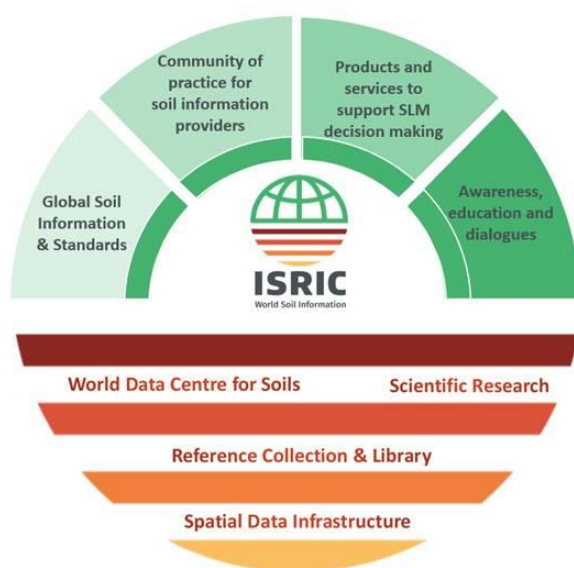 Global Soil
Information
& Standards
Community of
practice for
soil information
providers
Products and
services to
support SLM
decision making
Awareness,
education and
dialogues
ISRIC
World Soil Information
World Data Centre for Soils
Scientific Research
Reference Collection & Library
Spatial Data Infrastructure